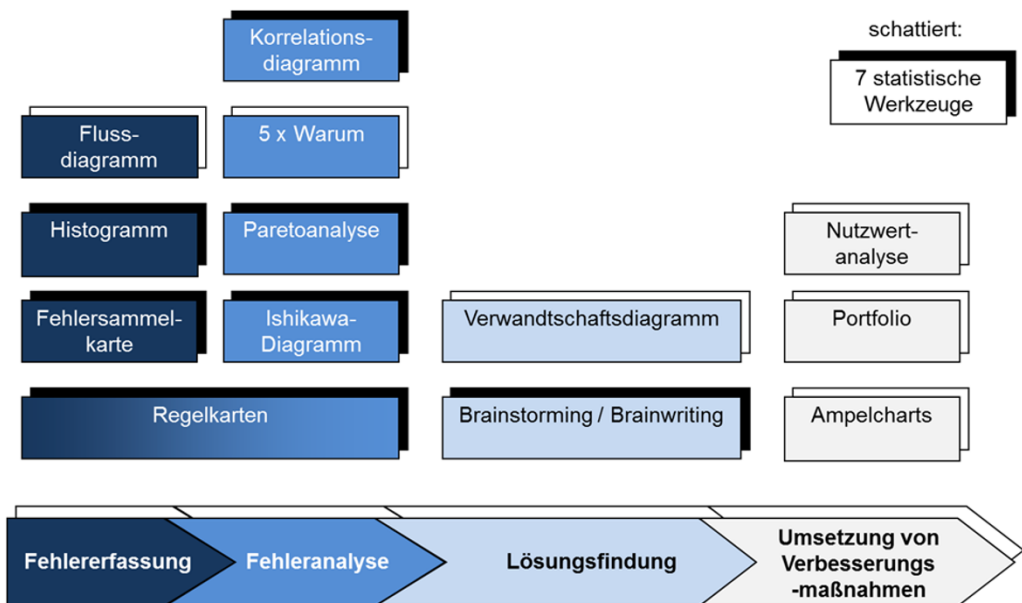 Korrelations-
diagramm
schattiert:
7 statistische
Werkzeuge
Fluss-
diagramm
5 x Warum
Histogramm
Paretoanalyse
Nutzwert-
analyse
Fehlersammel-
karte
Ishikawa-
Diagramm
Verwandtschaftsdiagramm
Portfolio
Regelkarten
Brainstorming / Brainwriting
Ampelcharts
Fehlererfassung
Fehleranalyse
Lösungsfindung
Umsetzung von
Verbesserungs
-maßnahmen